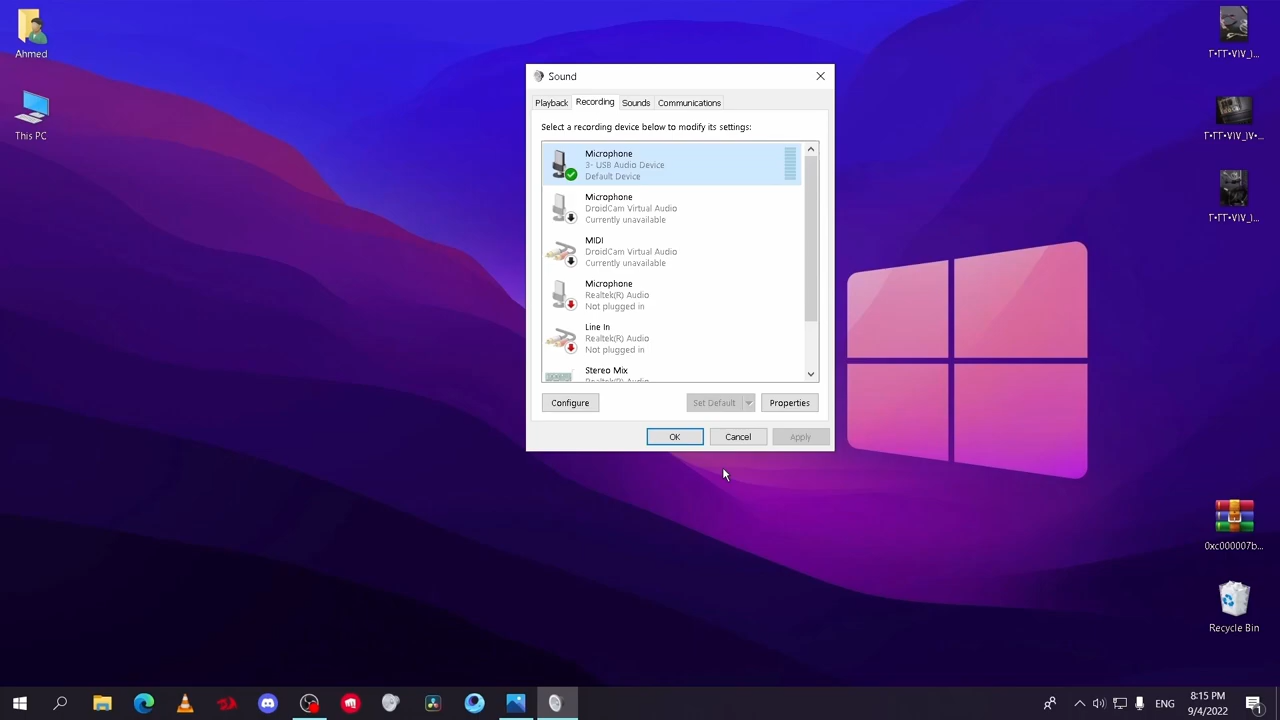 Ahmed
This PC
Sound
Playback
Recording
Sounds
Communications
Select a recording device below to modify its settings:
Microphone
3- USB Audio Device
Default Device
Microphone
DroidCam Virtual Audio
Currently unavailable
MIDI
DroidCam Virtual Audio
Currently unavailable
Microphone
Realtek(R) Audio
Not plugged in
Line In
Realtek(R) Audio
Not plugged in
Stereo Mix
Realtek(R) Audio
Configure
Set Default
Properties
OK
Cancel
Apply
0xc000007b...
Recycle Bin
ENG
8:15 PM
9/4/2022
1